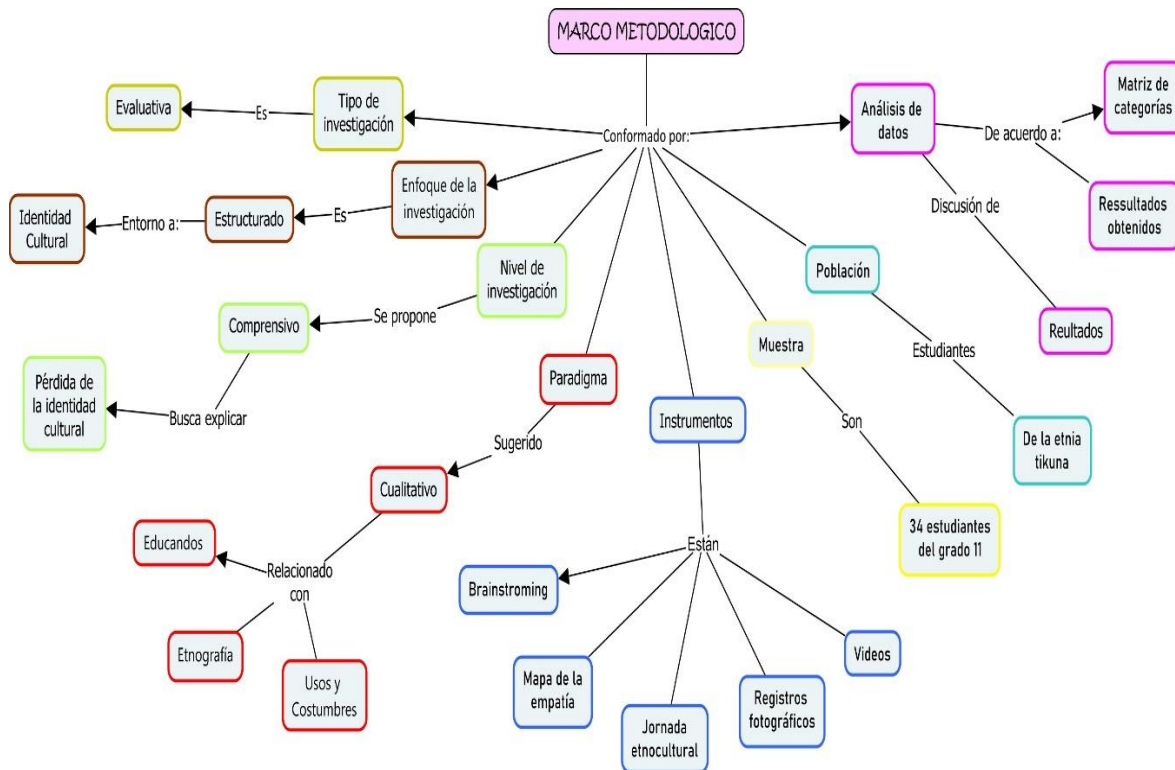 MARCO METODOLOGICO
Conformado por:
Tipo de
investigación
Es
Evaluativa
Enfoque de la
investigación
Es
Estructurado
Entorno a:
Identidad
Cultural
Nivel de
investigación
Se propone
Comprensivo
Busca explicar
Pérdida de
la identidad
cultural
Paradigma
Sugerido
Cualitativo
Relacionado
con
Educandos
Etnografía
Usos y
Costumbres
Instrumentos
Están
Brainstroming
Mapa de la
empatía
Jornada
etnocultural
Registros
fotográficos
Videos
Muestra
Son
34 estudiantes
del grado 11
Población
Estudiantes
De la etnia
tikuna
Análisis de
datos
De acuerdo a:
Matriz de
categorías
Ressultados
obtenidos
Discusión de
Reultados